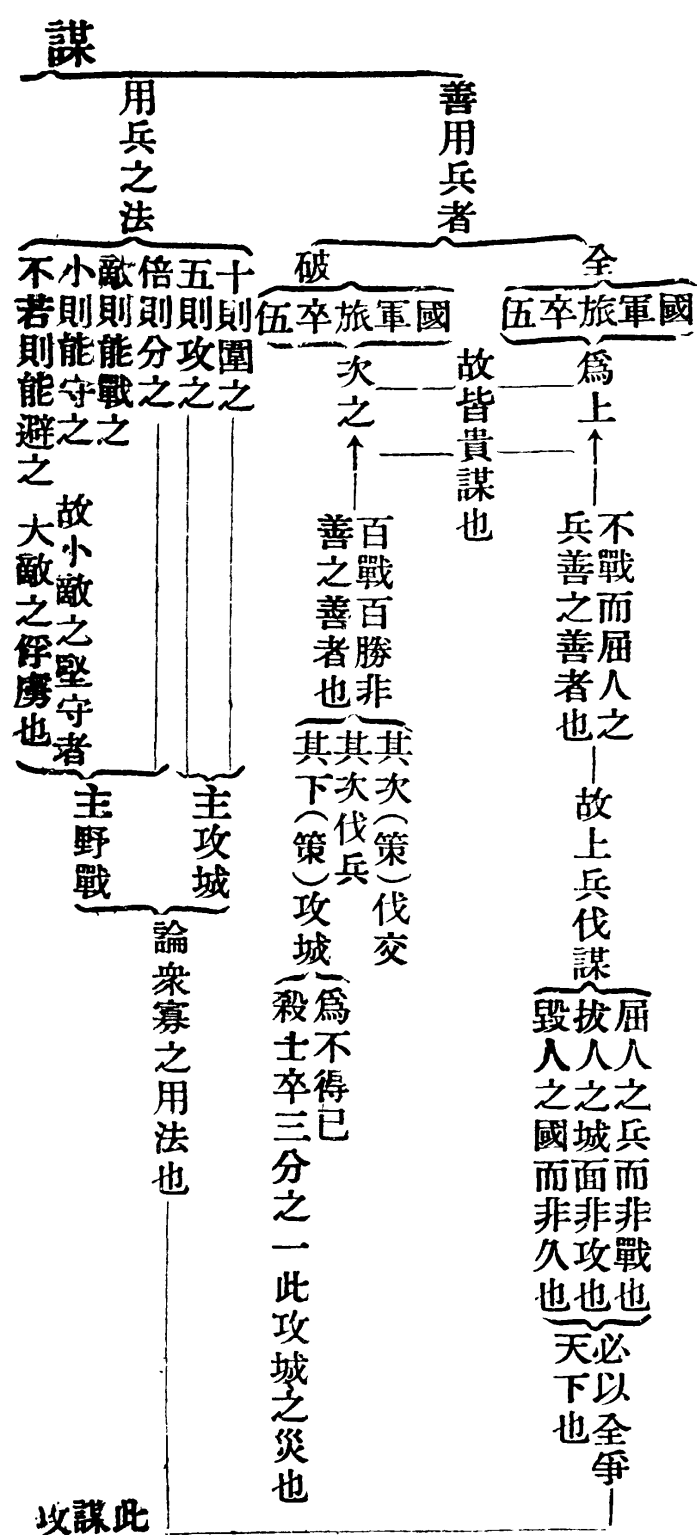 謀
善用兵者
全
國軍旅卒伍
爲上
不戰而屈人之
兵善之善者也
故上兵伐謀
屈人之兵而非戰也
拔人之城面非攻也
毀人之國而非久也
必以全爭
天下也
故皆貴謀也
破
國軍旅卒伍
次之
百戰百勝非
善之善者也
其次（策）伐交
其次伐兵
其下（策）攻城
爲不得已
殺士卒三分之一此攻城之災也
用兵之法
十則圍之
五則攻之
倍則分之
敵則能戰之
小則能守之
不若則能避之
故小敵之堅守者
大敵之俘虜也
主攻城
主野戰
論衆寡之用法也
此謀攻